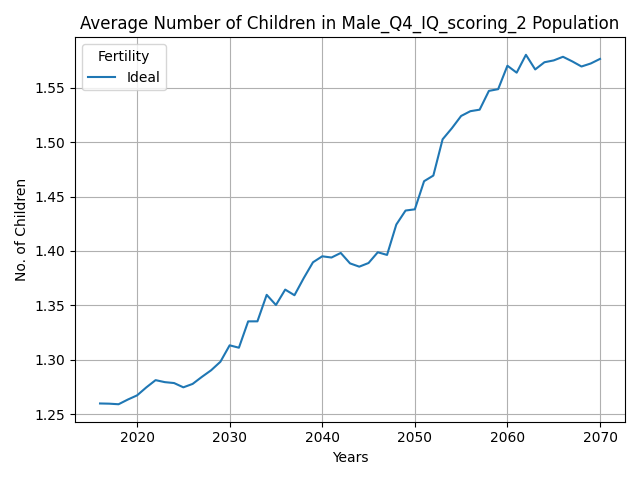 Average Number of Children in Male_Q4_IQ_scoring_2 Population
Fertility
Ideal
No. of Children
1.55
1.50
1.45
1.40
1.35
1.30
1.25
2020 2030 2040 2050 2060 2070
Years